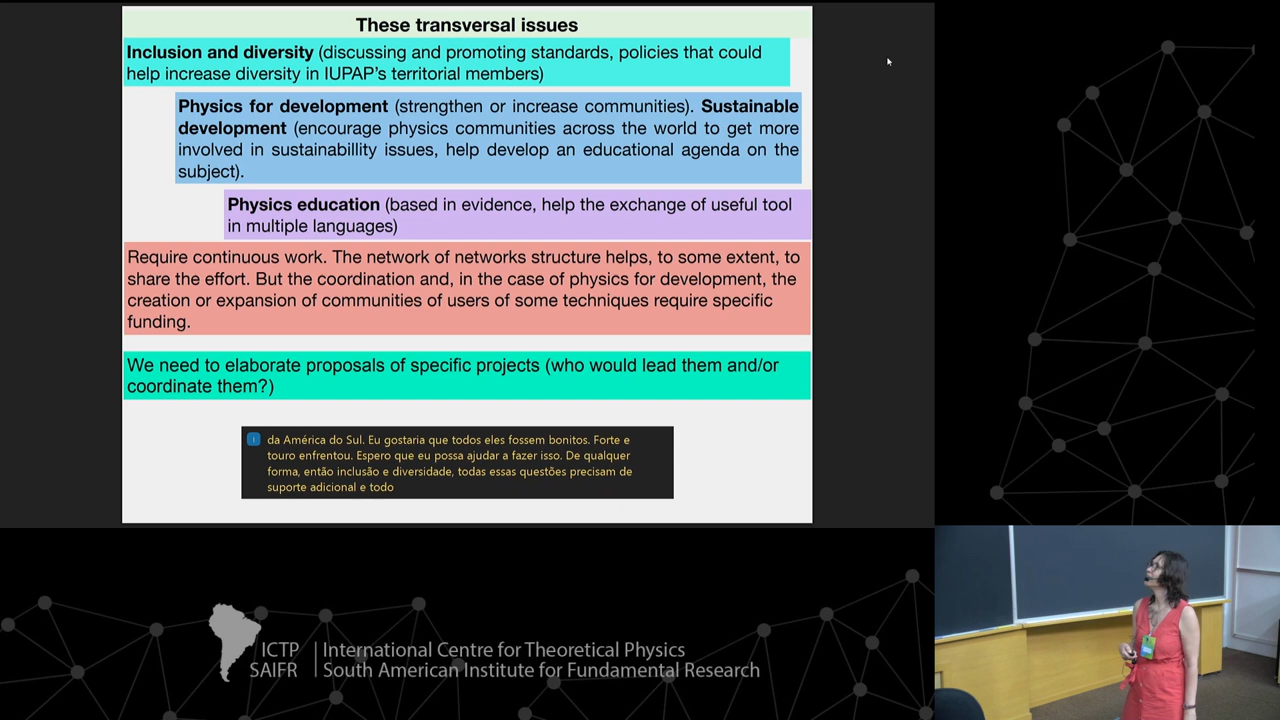 These transversal issues
Inclusion and diversity (discussing and promoting standards, policies that could
help increase diversity in IUPAP's territorial members)
Physics for development (strengthen or increase communities). Sustainable
development (encourage physics communities across the world to get more
involved in sustainabillity issues, help develop an educational agenda on the
subject).
Physics education (based in evidence, help the exchange of useful tool
in multiple languages)
Require continuous work. The network of networks structure helps, to some extent, to
share the effort. But the coordination and, in the case of physics for development, the
creation or expansion of communities of users of some techniques require specific
funding.
We need to elaborate proposals of specific projects (who would lead them and/or
coordinate them?)
da América do Sul. Eu gostaria que todos eles fossem bonitos. Forte e
touro enfrentou. Espero que eu possa ajudar a fazer isso. De qualquer
forma, então inclusão e diversidade, todas essas questões precisam de
suporte adicional e todo
ICTP
SAIFR
International Centre for Theoretical Physics
South American Institute for Fundamental Research